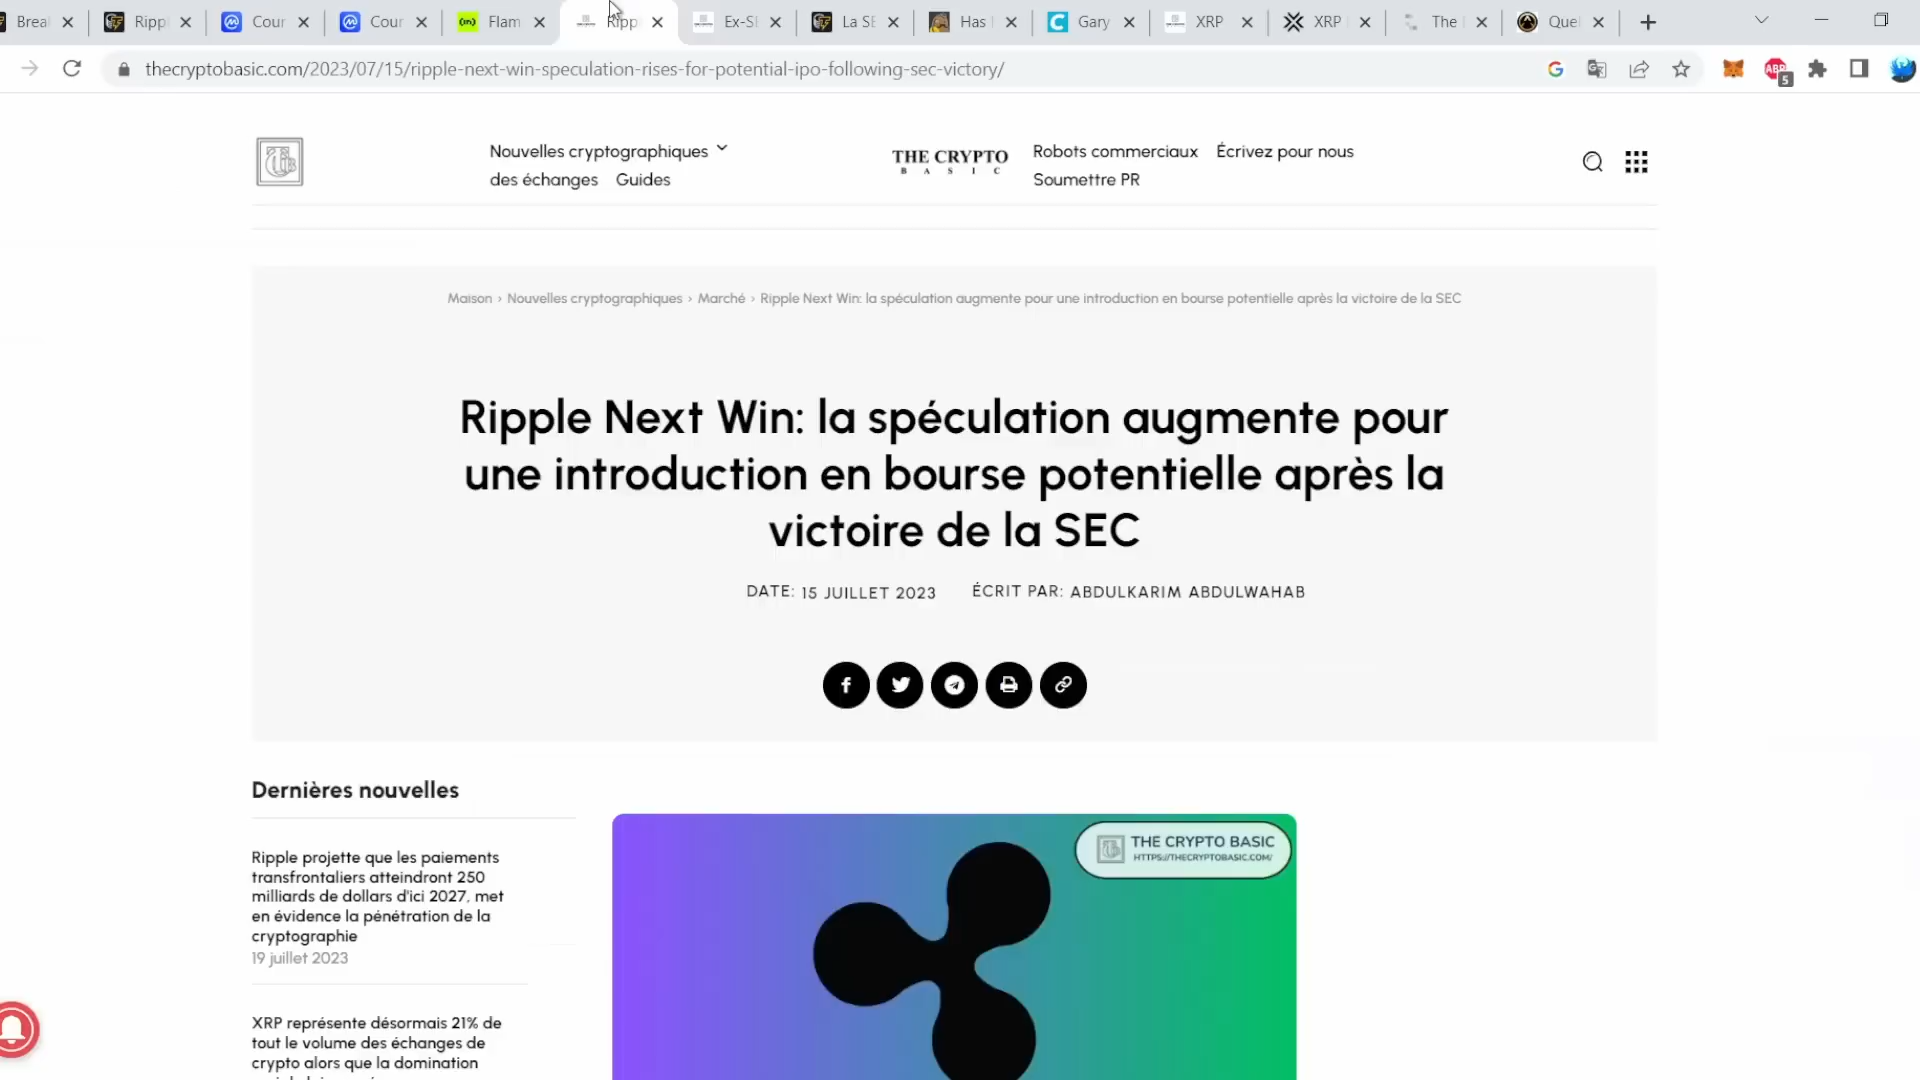 Brea
Rippl
Cour
Cour
Flam
Ripp
Ex-SE
La SE
Has
Gary
XRP
XRP
The
Quel
thecryptobasic.com/2023/07/15/ripple-next-win-speculation-rises-for-potential-ipo-following-sec-victory/
ABP
5
Nouvelles cryptographiques
des échanges Guides
THE CRYPTO
BASIC
Robots commerciaux Écrivez pour nous
Soumettre PR
Maison › Nouvelles cryptographiques › Marché › Ripple Next Win: la spéculation augmente pour une introduction en bourse potentielle après la victoire de la SEC
Ripple Next Win: la spéculation augmente pour
une introduction en bourse potentielle après la
victoire de la SEC
DATE: 15 JUILLET 2023 ÉCRIT PAR: ABDULKARIM ABDULWAHAB
Dernières nouvelles
Ripple projette que les paiements
transfrontaliers atteindront 250
milliards de dollars d'ici 2027, met
en évidence la pénétration de la
cryptographie
19 juillet 2023
XRP représente désormais 21% de
tout le volume des échanges de
crypto alors que la domination
THE CRYPTO BASIC
HTTPS://THECRYPTOBASIC.COM/